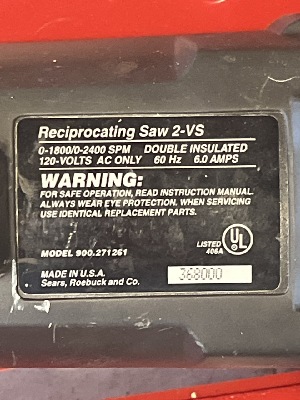 Reciprocating Saw 2-VS
0-1800/0-2400 SPM DOUBLE INSULATED
120-VOLTS AC ONLY 60 Hz 6.0 AMPS
WARNING:
FOR SAFE OPERATION, READ INSTRUCTION MANUAL.
ALWAYS WEAR EYE PROTECTION. WHEN SERVICING
USE IDENTICAL REPLACEMENT PARTS.
MODEL 900.271261
UL
LISTED
406A
MADE IN U.S.A.
Sears, Roebuck and Co.
368000